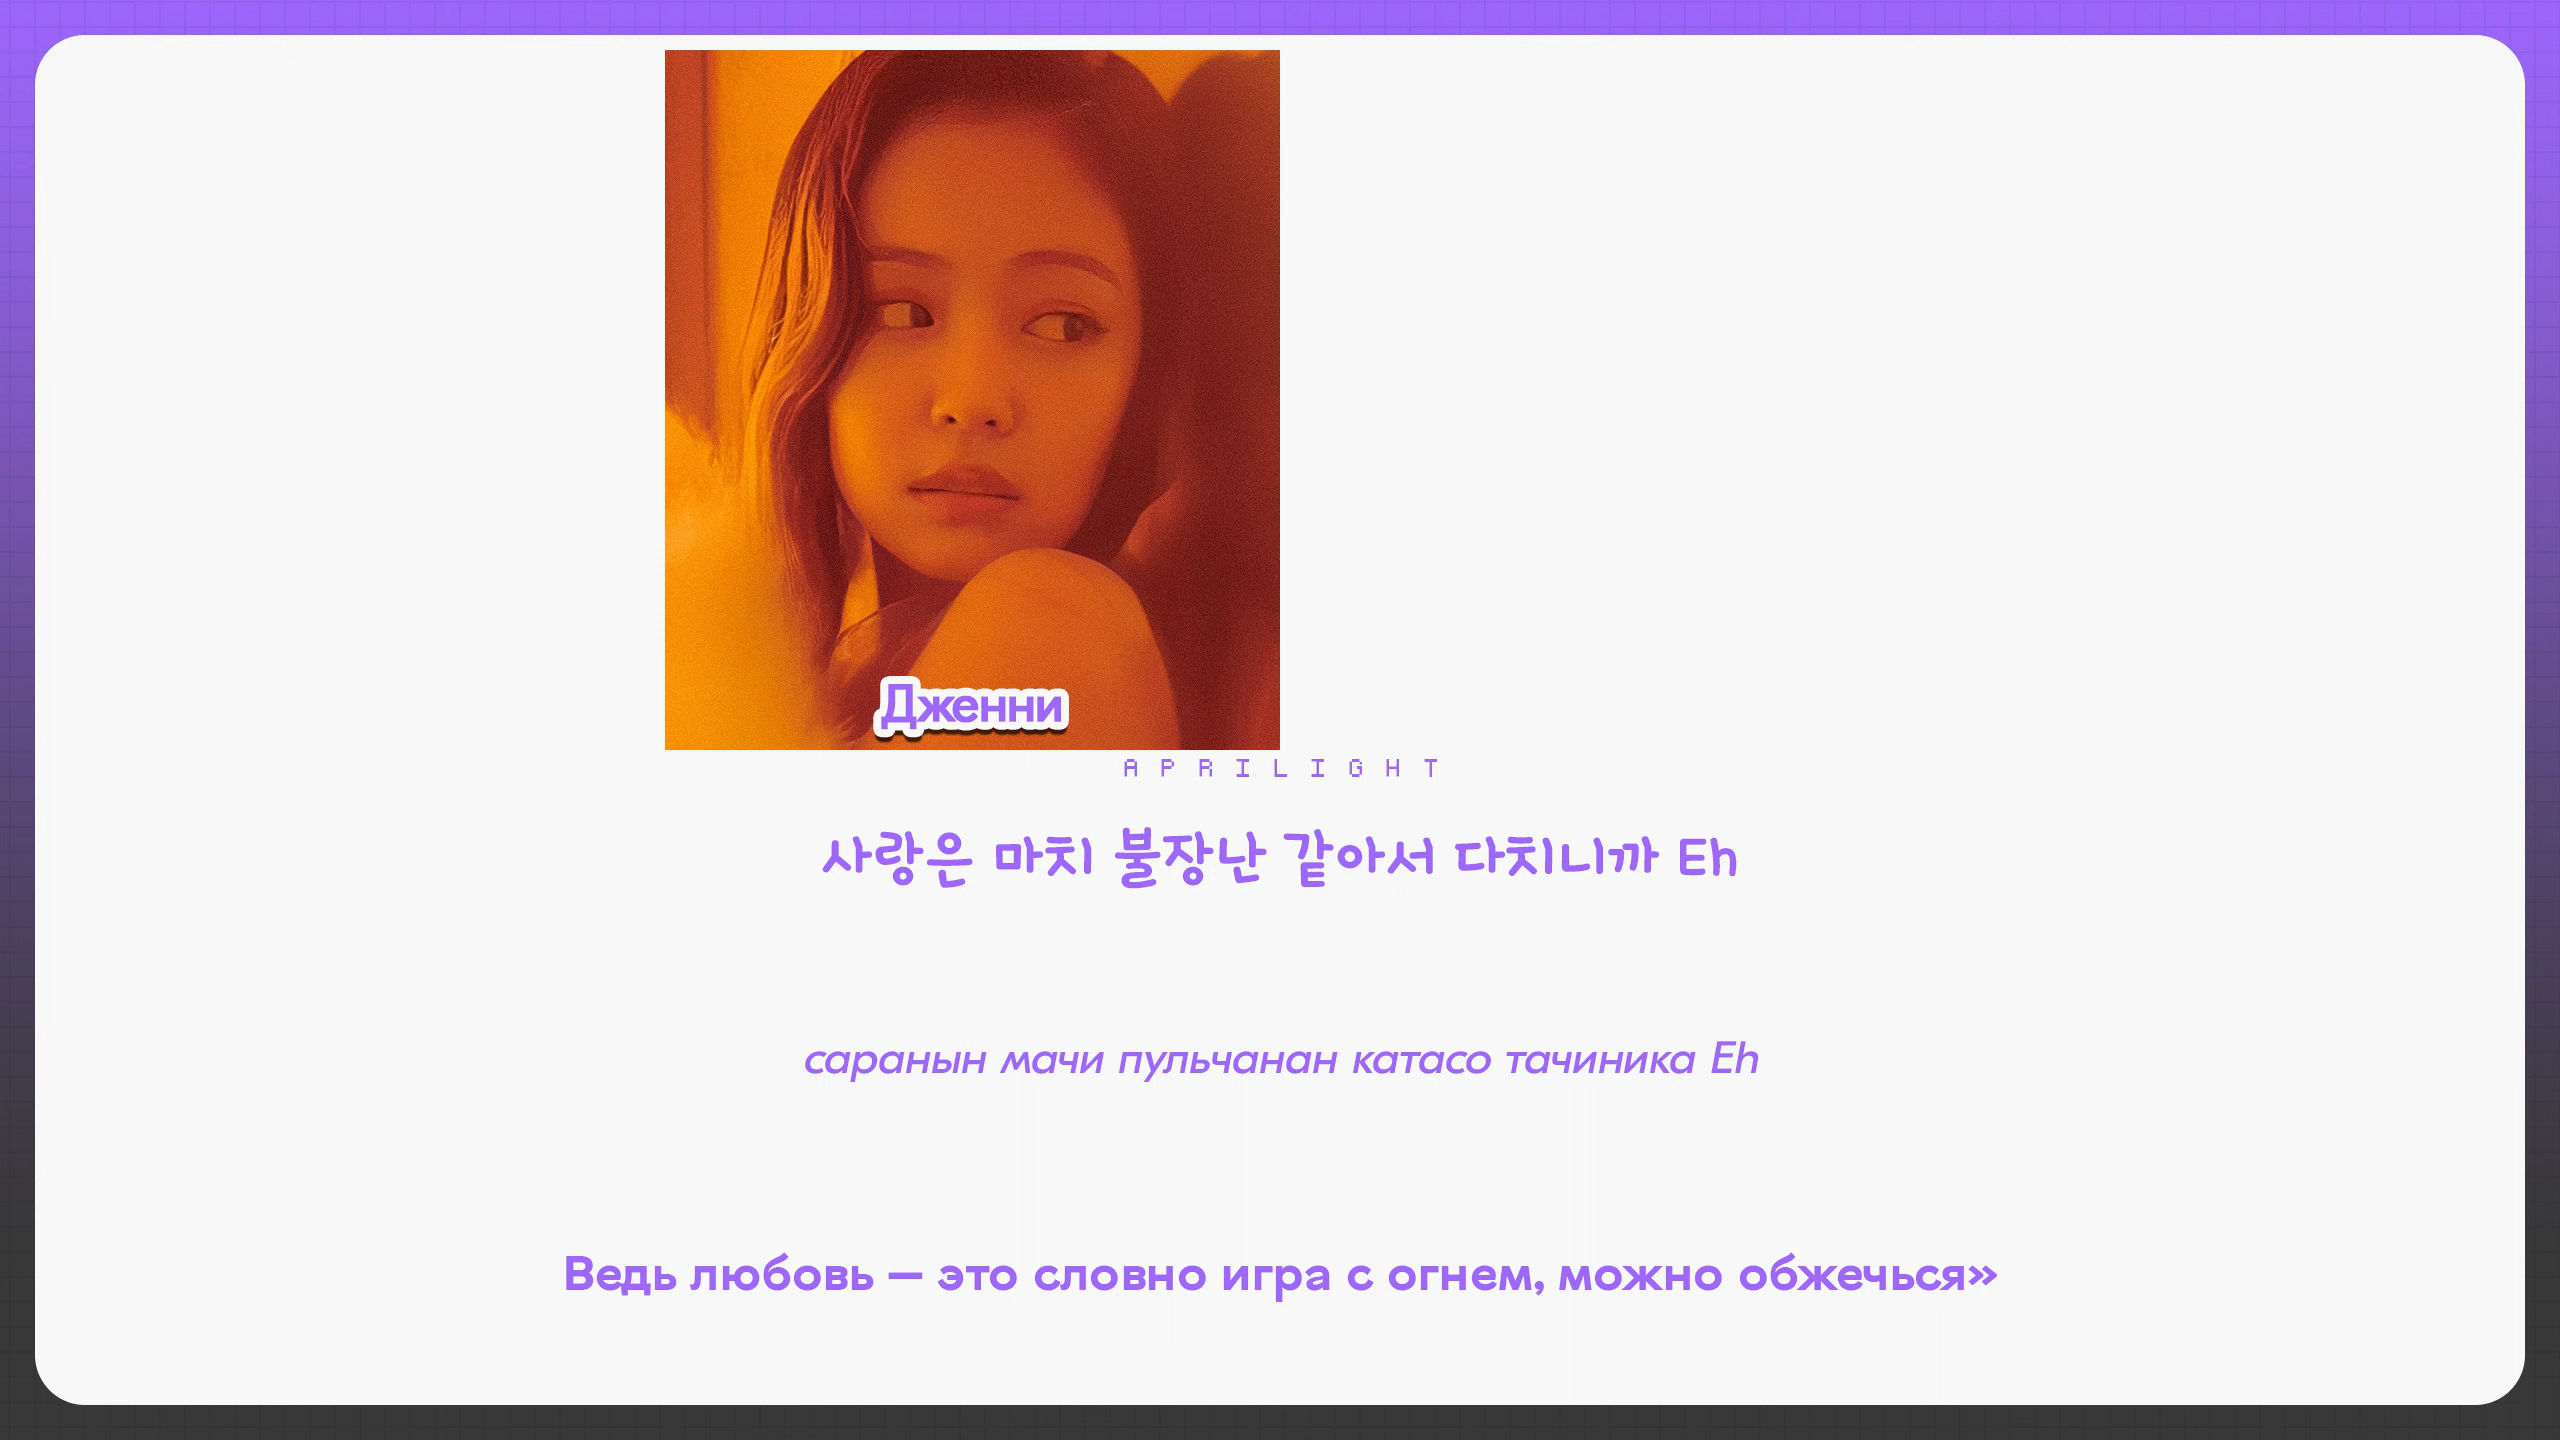 Дженни
APRILIGHT
사랑은 마치 불장난 같아서 다치니까 Eh
саранын мачи пульчанан катасо тачиника Eh
Ведь любовь — это словно игра с огнем, можно обжечься»